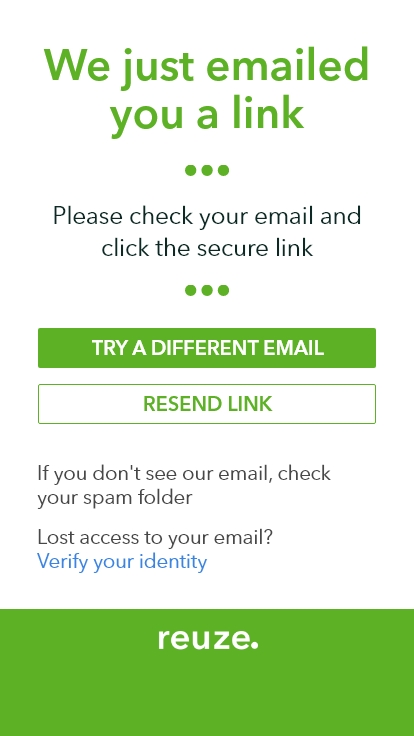 We just emailed
you a link
Please check your email and
click the secure link
TRY A DIFFERENT EMAIL
RESEND LINK
If you don't see our email, check
your spam folder
Lost access to your email?
Verify your identity
reuze.